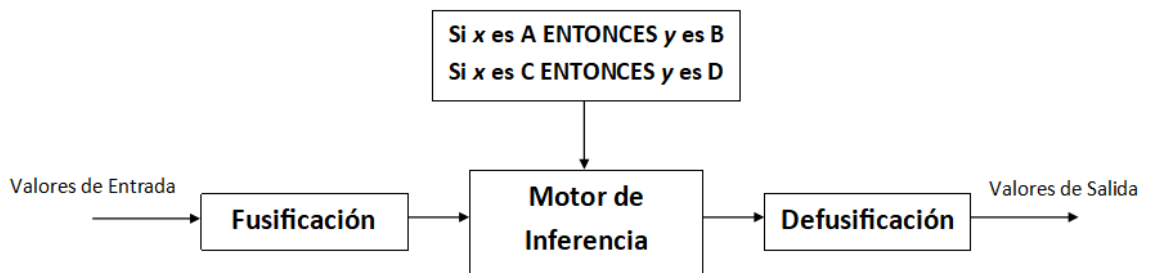 Si x es A ENTONCES y es B
Si x es C ENTONCES y es D
Valores de Entrada
Fusificación
Motor de
Inferencia
Defusificación
Valores de Salida